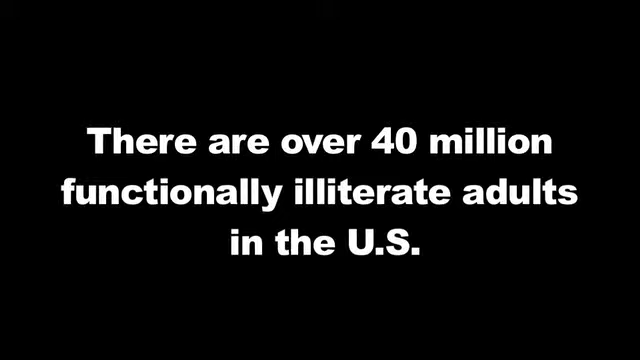 There are over 40 million
functionally illiterate adults
in the U.S.